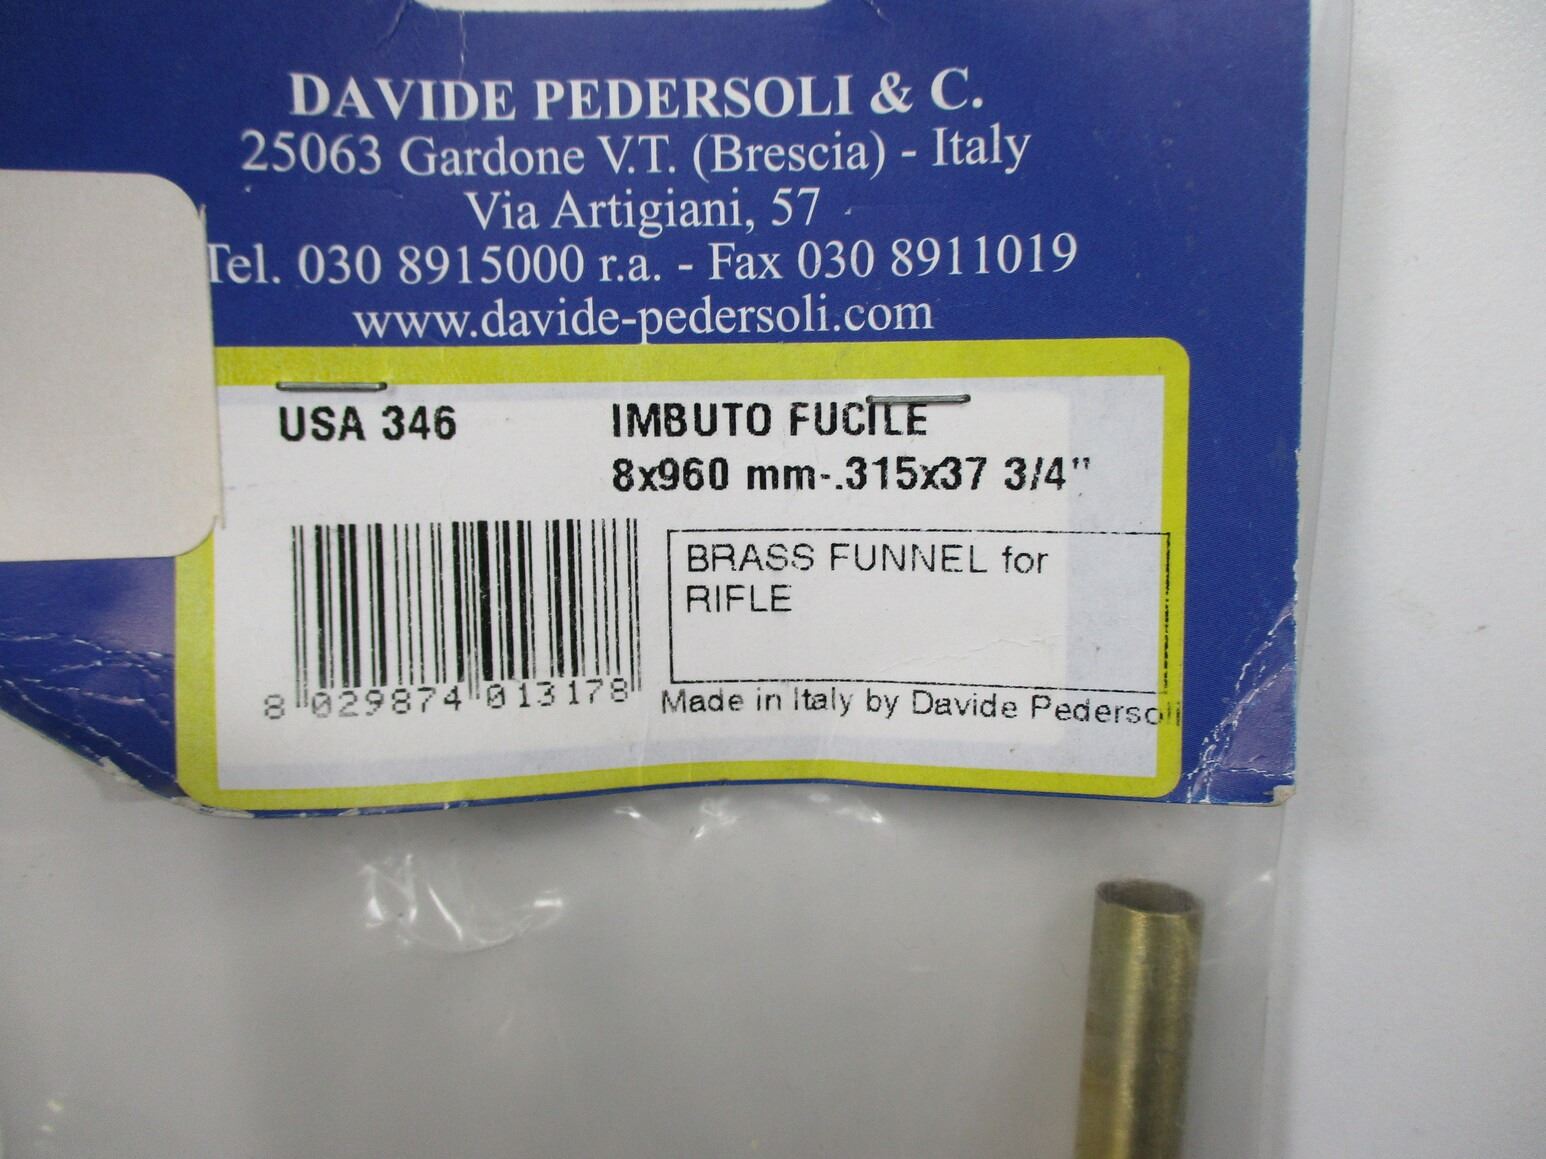 DAVIDE PEDERSOLI & C.
25063 Gardone V.T. (Brescia) - Italy
Via Artigiani, 57
Tel. 030 8915000 r.a. - Fax 030 8911019
www.davide-pedersoli.com
USA 346
IMBUTO FUCILE
8x960 mm-.315x37 3/4"
BRASS FUNNEL for
RIFLE
8 029874 013178
Made in Italy by Davide Pedersoli